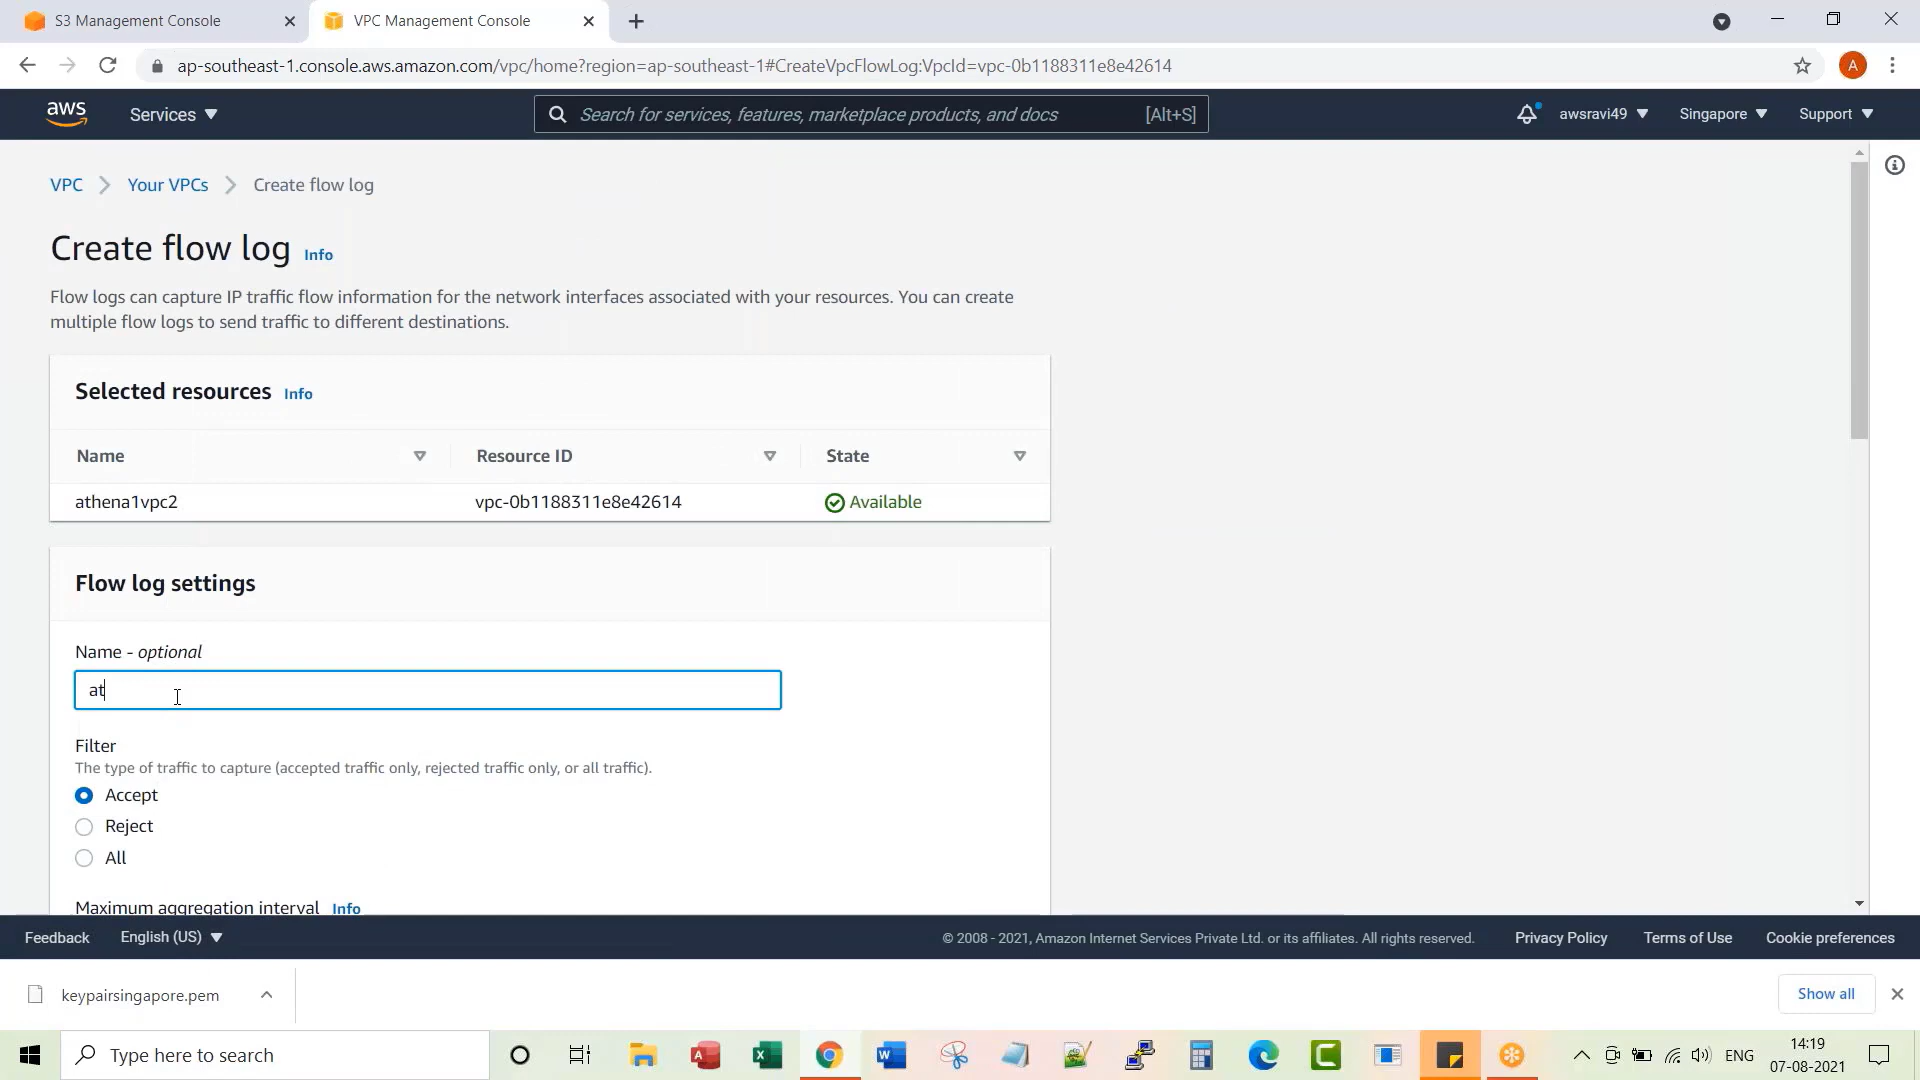 S3 Management Console
VPC Management Console
ap-southeast-1.console.aws.amazon.com/vpc/home?region=ap-southeast-1#CreateVpcFlowLog:VpcId=vpc-0b1188311e8e42614
A
aws
Services
Search for services, features, marketplace products, and docs
[Alt+S]
awsravi49
Singapore
Support
VPC
Your VPCs
Create flow log
Create flow log Info
Flow logs can capture IP traffic flow information for the network interfaces associated with your resources. You can create
multiple flow logs to send traffic to different destinations.
Selected resources Info
Name
Resource ID
State
athena1vpc2
vpc-0b1188311e8e42614
Available
Flow log settings
Name - optional
at
Filter
The type of traffic to capture (accepted traffic only, rejected traffic only, or all traffic).
Accept
Reject
All
Maximum aggregation interval Info
Feedback
English (US)
© 2008 - 2021, Amazon Internet Services Private Ltd. or its affiliates. All rights reserved.
Privacy Policy
Terms of Use
Cookie preferences
keypairsingapore.pem
Show all
Type here to search
ENG
14:19
07-08-2021